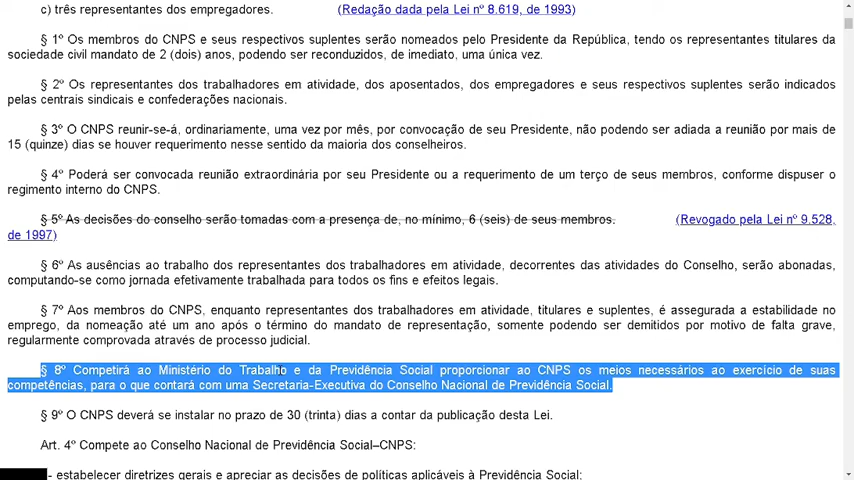 c) três representantes dos empregadores. (Redação dada pela Lei nº 8.619, de 1993)
§ 1º Os membros do CNPS e seus respectivos suplentes serão nomeados pelo Presidente da República, tendo os representantes titulares da
sociedade civil mandato de 2 (dois) anos, podendo ser reconduzidos, de imediato, uma única vez.
§ 2º Os representantes dos trabalhadores em atividade, dos aposentados, dos empregadores e seus respectivos suplentes serão indicados
pelas centrais sindicais e confederações nacionais.
§ 3º O CNPS reunir-se-á, ordinariamente, uma vez por mês, por convocação de seu Presidente, não podendo ser adiada a reunião por mais de
15 (quinze) dias se houver requerimento nesse sentido da maioria dos conselheiros.
§ 4º Poderá ser convocada reunião extraordinária por seu Presidente ou a requerimento de um terço de seus membros, conforme dispuser o
regimento interno do CNPS.
§ 5º As decisões do conselho serão tomadas com a presença de, no mínimo, 6 (seis) de seus membros. (Revogado pela Lei nº 9.528,
de 1997)
§ 6º As ausências ao trabalho dos representantes dos trabalhadores em atividade, decorrentes das atividades do Conselho, serão abonadas,
computando-se como jornada efetivamente trabalhada para todos os fins e efeitos legais.
§ 7º Aos membros do CNPS, enquanto representantes dos trabalhadores em atividade, titulares e suplentes, é assegurada a estabilidade no
emprego, da nomeação até um ano após o término do mandato de representação, somente podendo ser demitidos por motivo de falta grave,
regularmente comprovada através de processo judicial.
§ 8º Competirá ao Ministério do Trabalho e da Previdência Social proporcionar ao CNPS os meios necessários ao exercício de suas
competências, para o que contará com uma Secretaria-Executiva do Conselho Nacional de Previdência Social.
§ 9º O CNPS deverá se instalar no prazo de 30 (trinta) dias a contar da publicação desta Lei.
Art. 4º Compete ao Conselho Nacional de Previdência Social–CNPS:
- estabelecer diretrizes gerais e apreciar as decisões de políticas aplicáveis à Previdência Social;